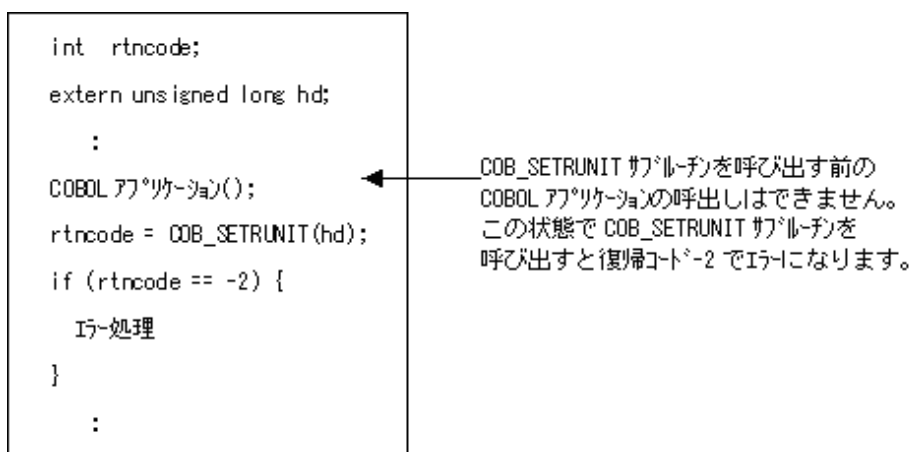 int rtncode;
extern unsigned long hd;
:
COBOL ｱﾌﾟﾘｹｰｼｮﾝ();
rtncode = COB_SETRUNIT(hd);
if (rtncode == -2) {
ｴﾗｰ処理
}
:
COB_SETRUNIT ｻﾌﾞﾙｰﾁﾝを呼び出す前の
COBOL ｱﾌﾟﾘｹｰｼｮﾝの呼出しはできません。
この状態で COB_SETRUNIT ｻﾌﾞﾙｰﾁﾝを
呼び出すと復帰ｺｰﾄﾞ-2 でｴﾗｰになります。